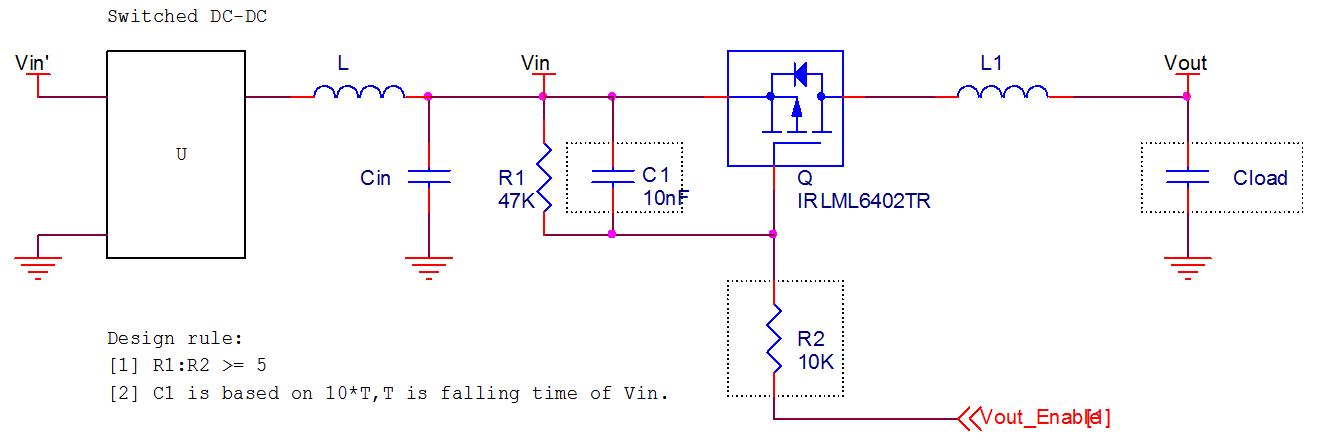 Switched DC-DC
Vin'
L
Vin
L1
Vout
U
Cin
R1
47K
C1
10nF
Q
IRLML6402TR
Cload
Design rule:
[1] R1:R2 >= 5
[2] C1 is based on 10*T,T is falling time of Vin.
R2
10K
Vout_Enable[1]